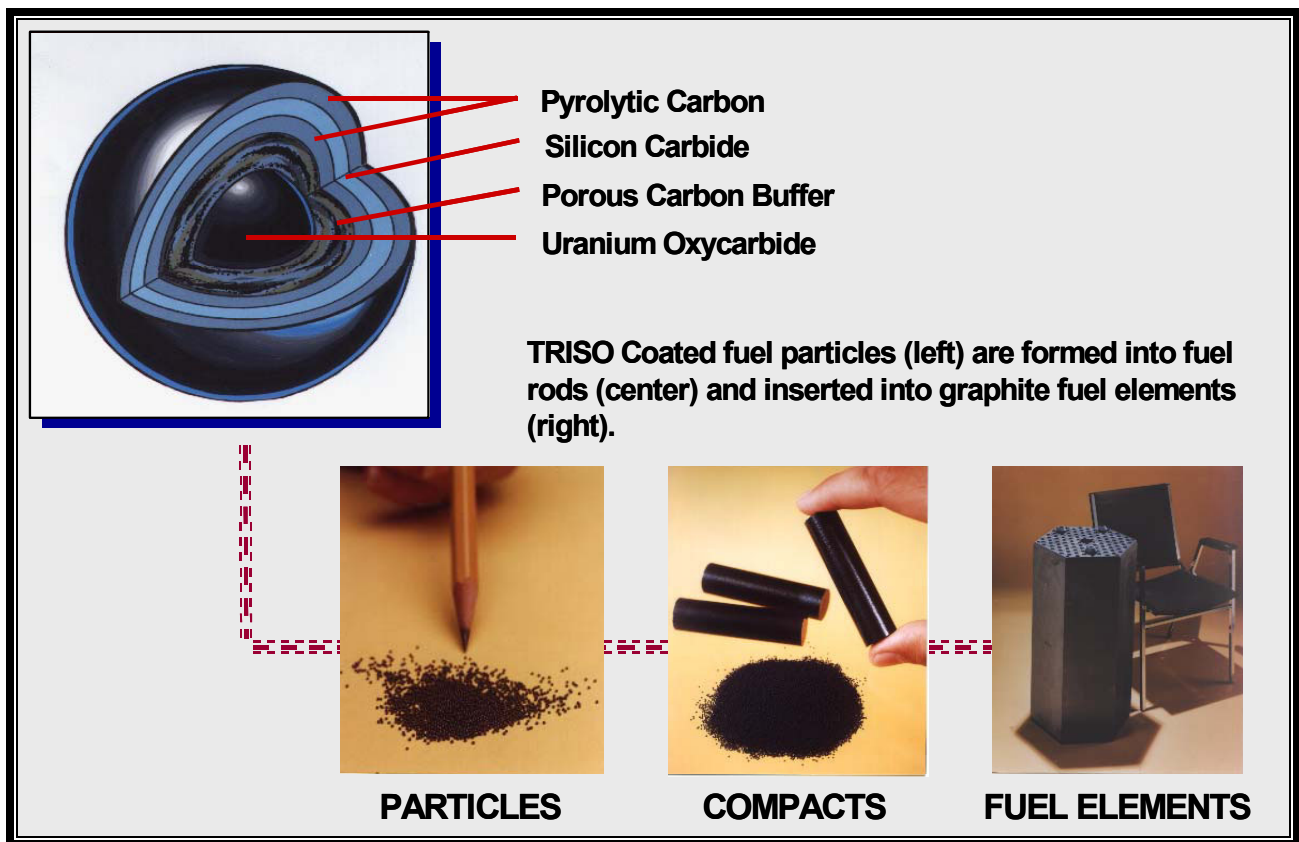 Pyrolytic Carbon
Silicon Carbide
Porous Carbon Buffer
Uranium Oxycarbide
TRISO Coated fuel particles (left) are formed into fuel
rods (center) and inserted into graphite fuel elements
(right).
PARTICLES
COMPACTS
FUEL ELEMENTS